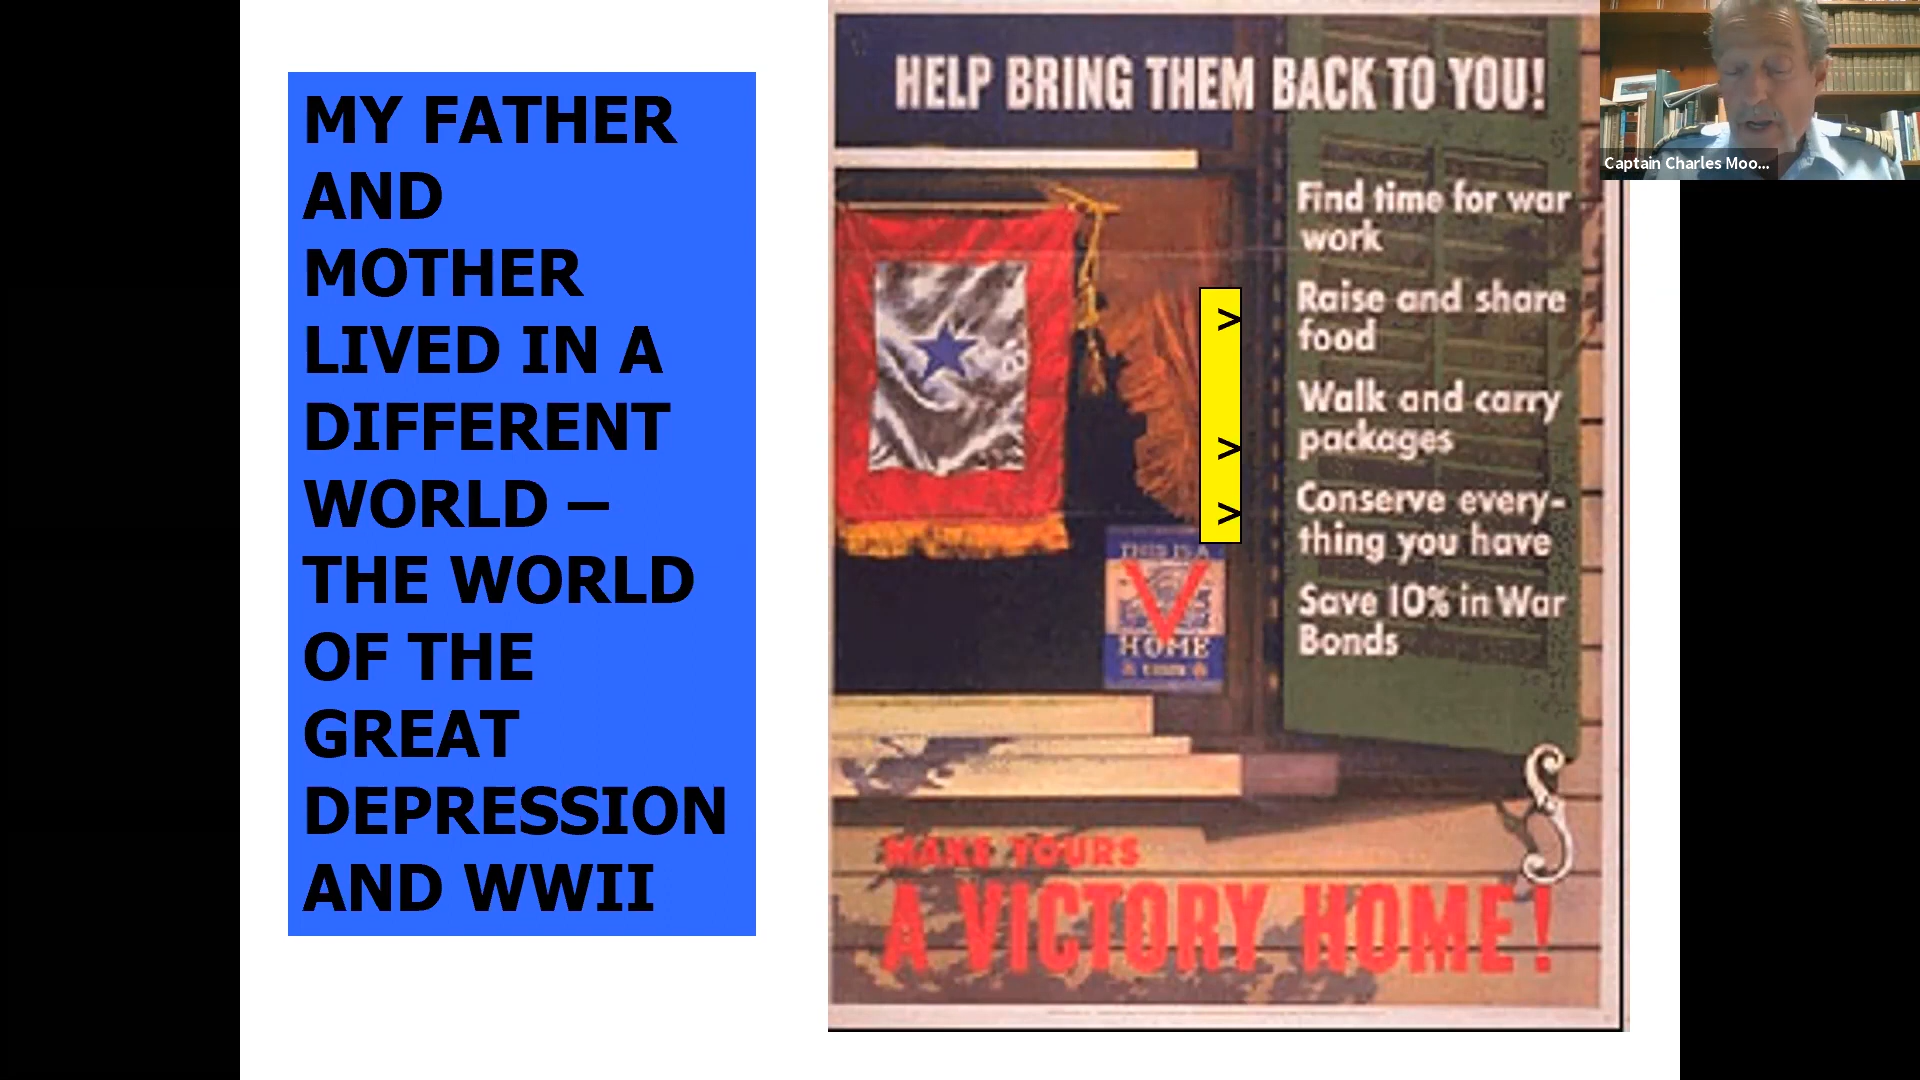 MY FATHER
AND
MOTHER
LIVED IN A
DIFFERENT
WORLD –
THE WORLD
OF THE
GREAT
DEPRESSION
AND WWII
HELP BRING THEM BACK TO YOU!
Find time for war
work
Raise and share
food
Walk and carry
packages
Conserve every-
thing you have
Save 10% in War
Bonds
>
>
>
THIS IS A
V
HOME
MAKE YOURS
A VICTORY HOME!
Captain Charles Moo...